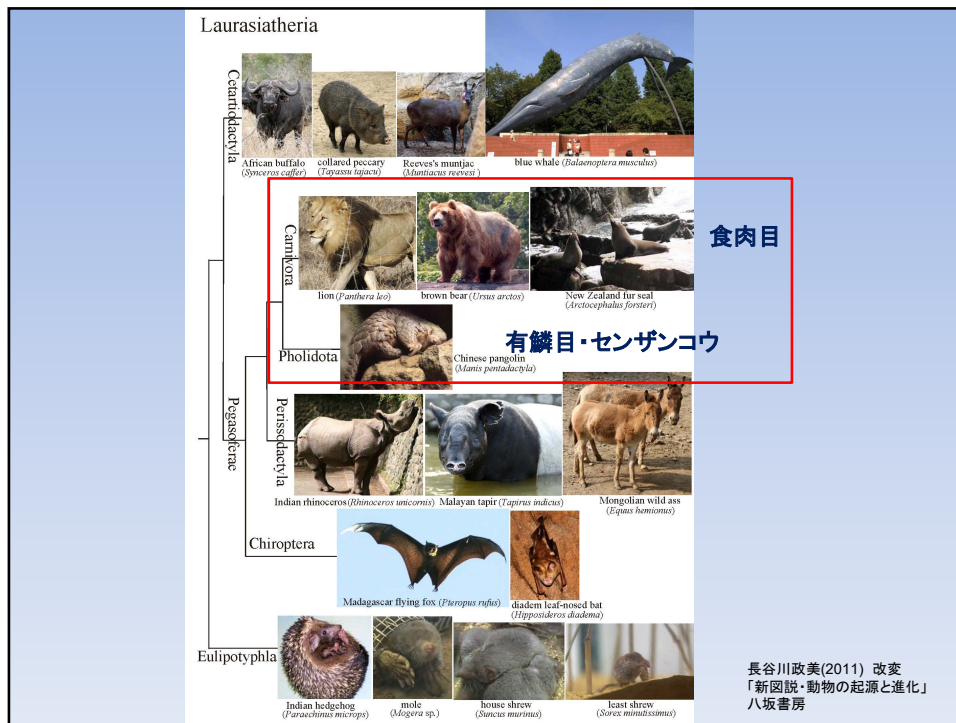 Laurasiatheria
Cetartiodactyla
African buffalo
(Synceros caffer)
collared peccary
(Tayassu tajacu)
Reeves's muntjac
(Muntiacus reevesi)
blue whale (Balaenoptera musculus)
Carnivora
lion (Panthera leo)
brown bear (Ursus arctos)
New Zealand fur seal
(Arctocephalus forsteri)
食肉目
Pholidota
有鱗目・センザンコウ
Chinese pangolin
(Manis pentadactyla)
Pegasoferae
Perissodactyla
Indian rhinoceros (Rhinoceros unicornis)
Malayan tapir (Tapirus indicus)
Mongolian wild ass
(Equus hemionus)
Chiroptera
Madagascar flying fox (Pteropus rufus)
diadem leaf-nosed bat
(Hipposideros diadema)
Eulipotyphla
Indian hedgehog
(Paraechinus microps)
mole
(Mogera sp.)
house shrew
(Suncus murinus)
least shrew
(Sorex minutissimus)
長谷川政美(2011) 改変
「新図説・動物の起源と進化」
八坂書房